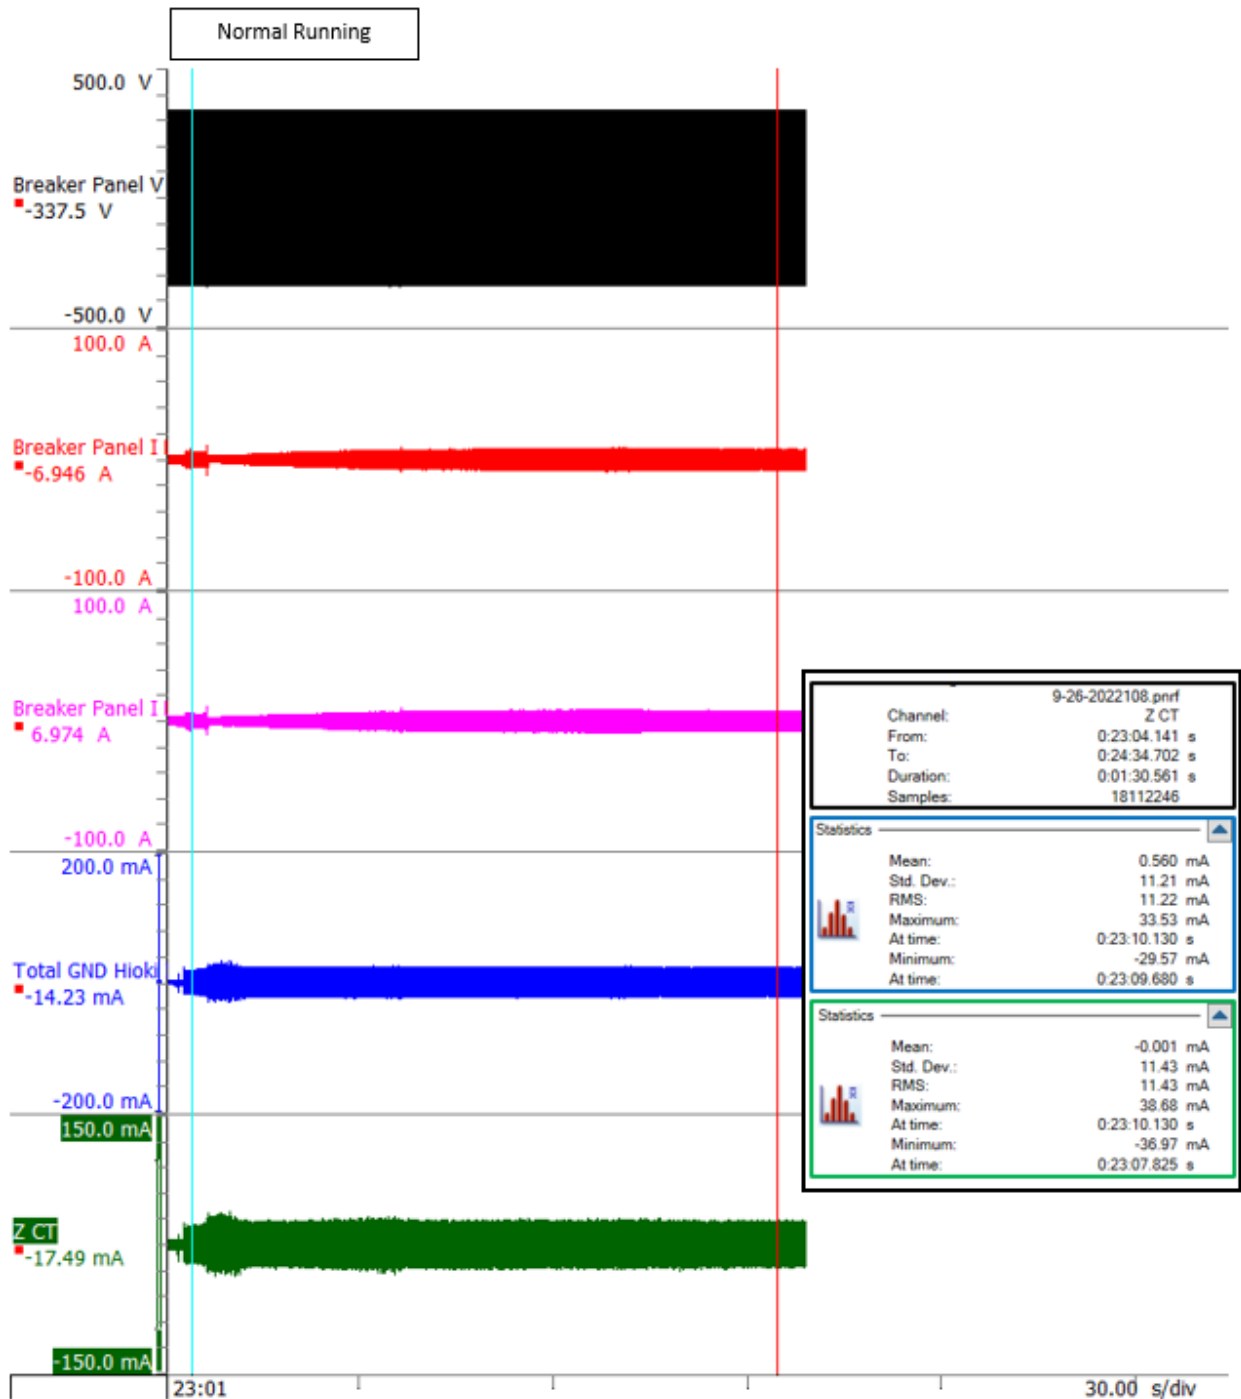 Normal Running
500.0 V
Breaker Panel V
-337.5 V
-500.0 V
100.0 A
Breaker Panel I
-6.946 A
-100.0 A
100.0 A
Breaker Panel I
6.974 A
-100.0 A
200.0 mA
Total GND Hioki
-14.23 mA
-200.0 mA
150.0 mA
Z CT
-17.49 mA
-150.0 mA
23:01
30.00 s/div
9-26-2022108.pnrf
Channel: Z CT
From: 0:23:04.141 s
To: 0:24:34.702 s
Duration: 0:01:30.561 s
Samples: 18112246
Statistics
Mean: 0.560 mA
Std. Dev.: 11.21 mA
RMS: 11.22 mA
Maximum: 33.53 mA
At time: 0:23:10.130 s
Minimum: -29.57 mA
At time: 0:23:09.680 s
Statistics
Mean: -0.001 mA
Std. Dev.: 11.43 mA
RMS: 11.43 mA
Maximum: 38.68 mA
At time: 0:23:10.130 s
Minimum: -36.97 mA
At time: 0:23:07.825 s